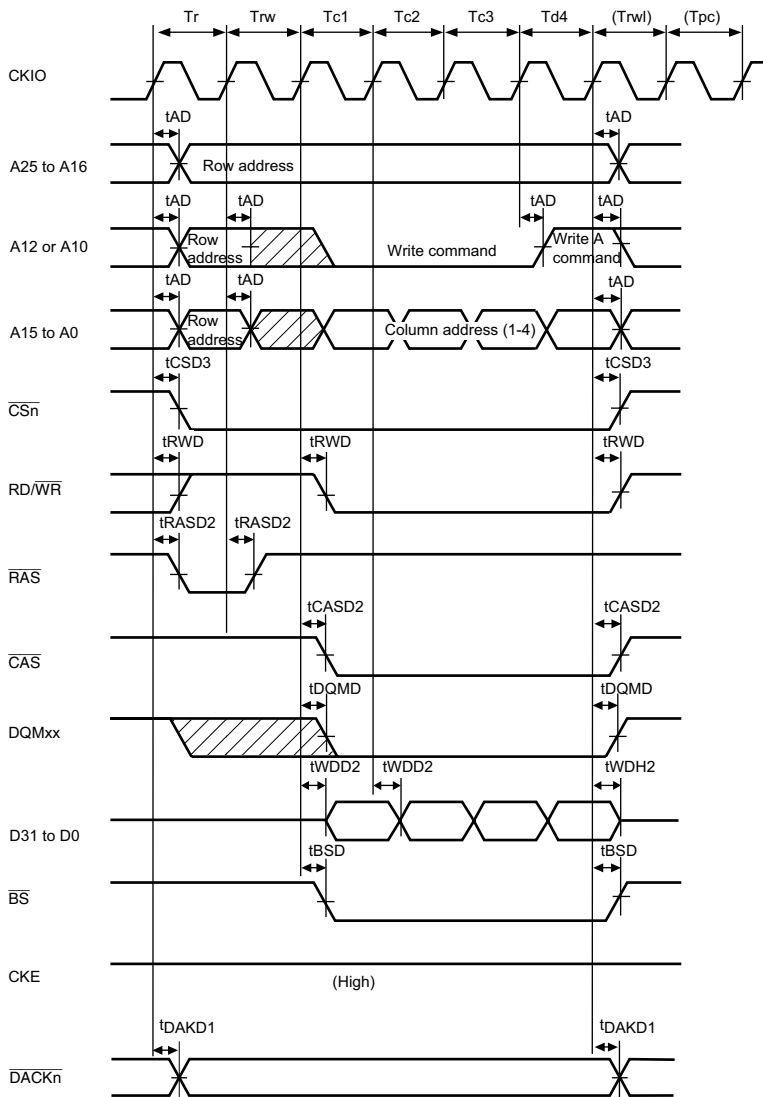 Tr Trw Tc1 Tc2 Tc3 Td4 (Trwl) (Tpc)
CKIO
tAD tAD
A25 to A16 Row address
tAD tAD tAD tAD
A12 or A10 Row address Write command Write A command
tAD tAD tAD
A15 to A0 Row address Column address (1-4)
tCSD3 tCSD3
CSn
tRWD tRWD tRWD
RD/WR
tRASD2 tRASD2
RAS
tCASD2 tCASD2
CAS
tDQMD tDQMD
DQMxx
tWDD2 tWDD2 tWDH2
D31 to D0
tBSD tBSD
BS
CKE (High)
tDAKD1 tDAKD1
DACKn